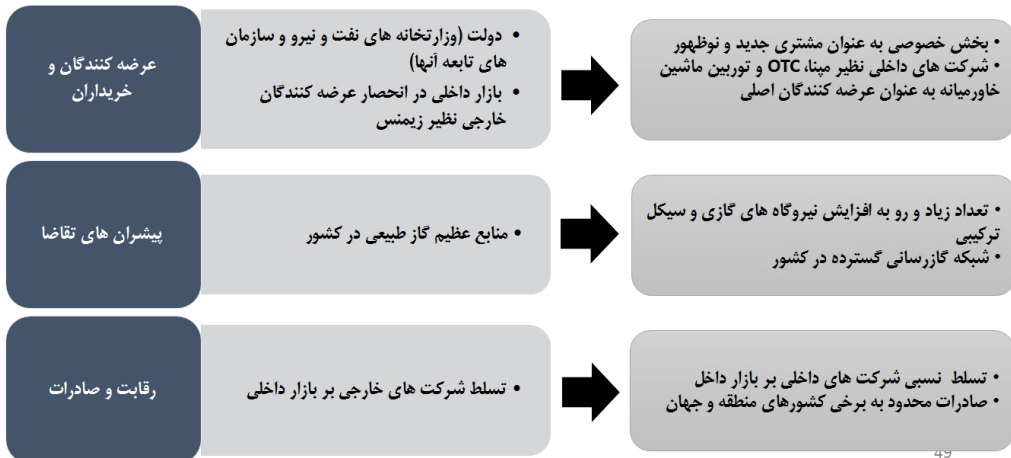 عرضه کنندگان و
خریداران
• دولت (وزارتخانه های نفت و نیرو و سازمان
های تابعه آنها)
• بازار داخلی در انحصار عرضه کنندگان
خارجی نظیر زیمنس
• بخش خصوصی به عنوان مشتری جدید و نوظهور
• شرکت های داخلی نظیر مپنا، OTC و توربین ماشین
خاورمیانه به عنوان عرضه کنندگان اصلی
پیشران های تقاضا
• منابع عظیم گاز طبیعی در کشور
• تعداد زیاد و رو به افزایش نیروگاه های گازی و سیکل
ترکیبی
• شبکه گازرسانی گسترده در کشور
رقابت و صادرات
• تسلط شرکت های خارجی بر بازار داخلی
• تسلط نسبی شرکت های داخلی بر بازار داخل
• صادرات محدود به برخی کشورهای منطقه و جهان
49